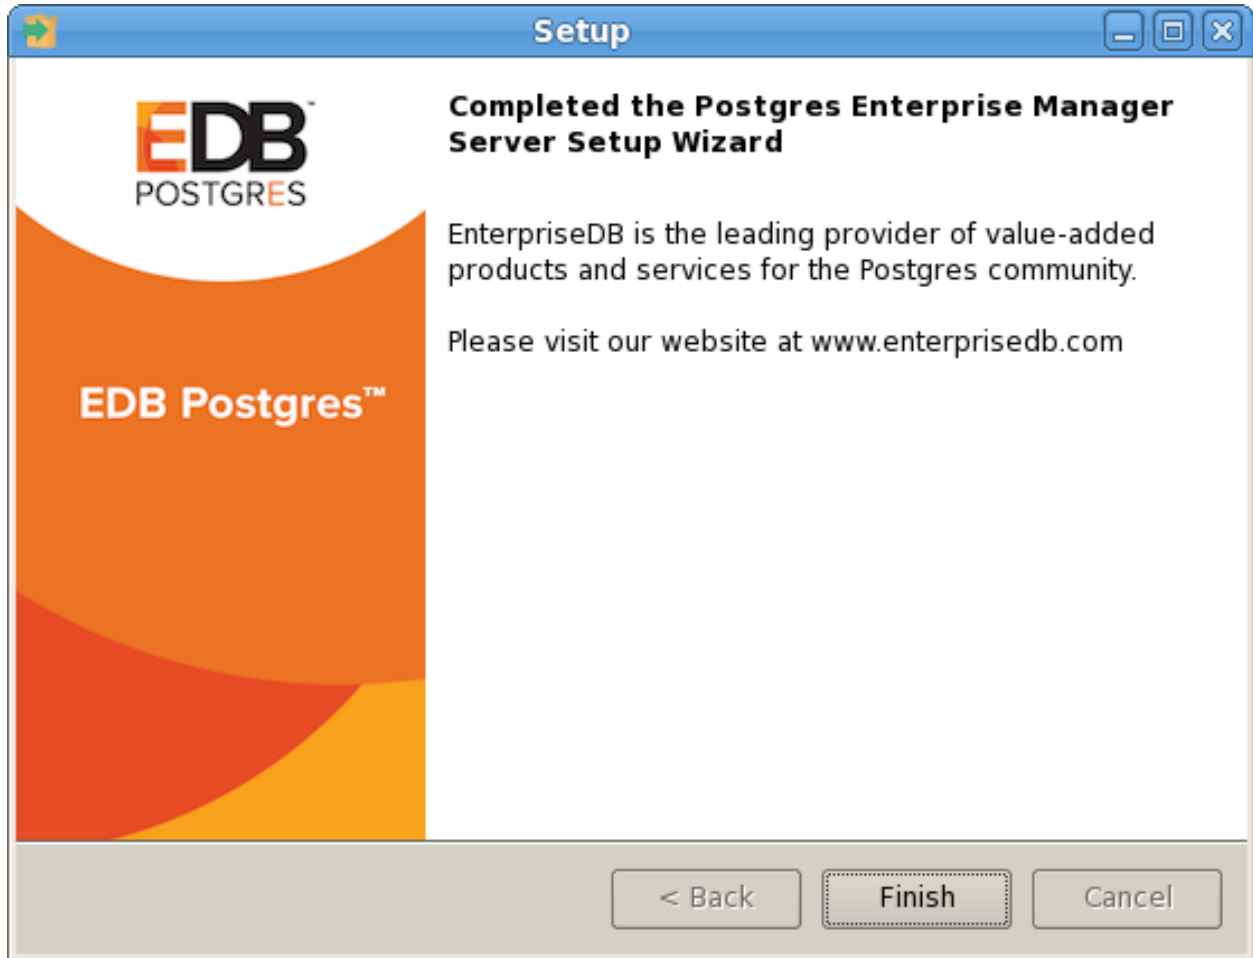 Setup
EDB™
POSTGRES
EDB Postgres™
Completed the Postgres Enterprise Manager
Server Setup Wizard
EnterpriseDB is the leading provider of value-added
products and services for the Postgres community.
Please visit our website at www.enterprisedb.com
< Back
Finish
Cancel